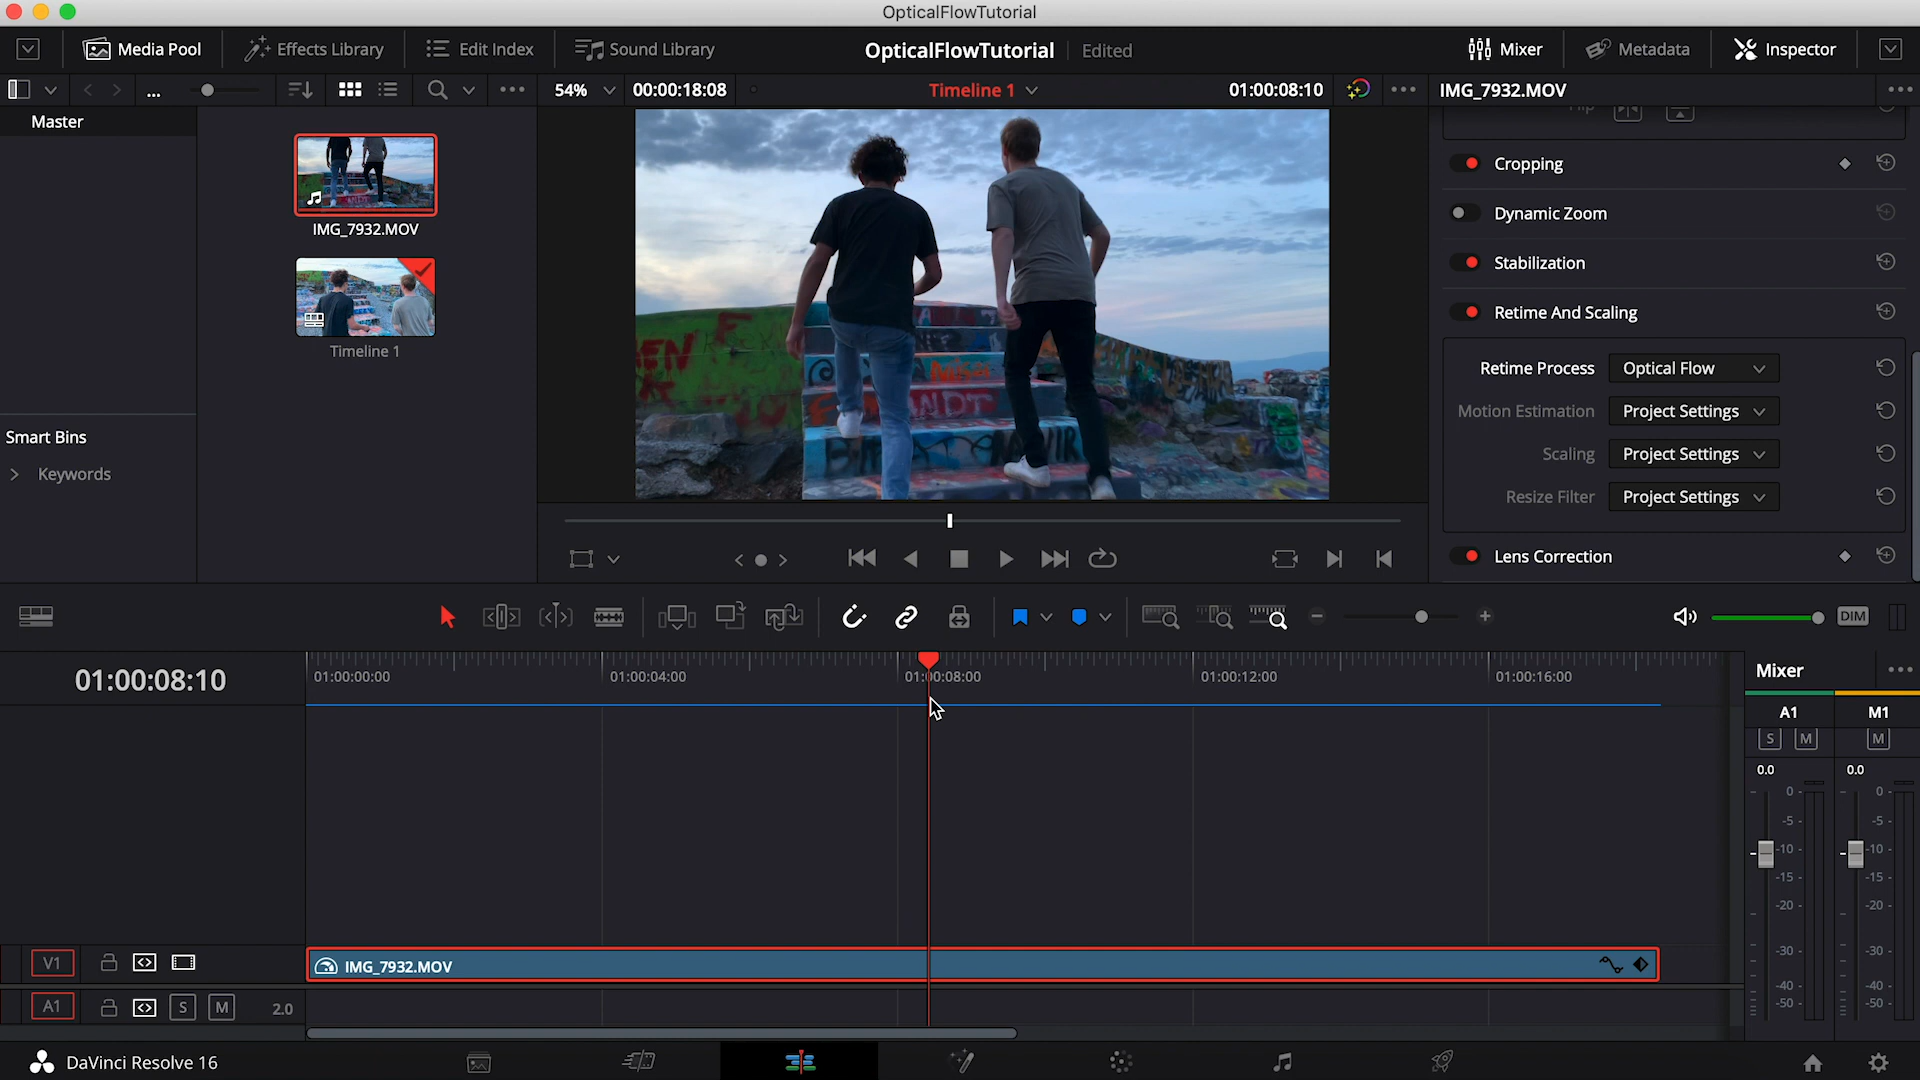 OpticalFlowTutorial
Media Pool
Effects Library
Edit Index
Sound Library
OpticalFlowTutorial
Edited
Mixer
Metadata
Inspector
...
54%
00:00:18:08
Timeline 1
01:00:08:10
IMG_7932.MOV
Master
IMG_7932.MOV
Timeline 1
Smart Bins
Keywords
Flip
Cropping
Dynamic Zoom
Stabilization
Retime And Scaling
Retime Process
Optical Flow
Motion Estimation
Project Settings
Scaling
Project Settings
Resize Filter
Project Settings
Lens Correction
DIM
01:00:08:10
01:00:00:00
01:00:04:00
01:00:08:00
01:00:12:00
01:00:16:00
Mixer
A1
M1
S
M
M
0.0
0.0
0
-5
-10
-15
-20
-30
-40
-50
0
-5
-10
-15
-20
-30
-40
-50
V1
IMG_7932.MOV
A1
S
M
2.0
DaVinci Resolve 16